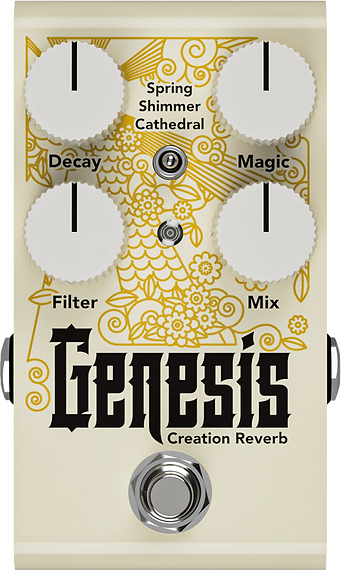 Spring
Shimmer
Cathedral
Decay
Magic
Filter
Mix
Genesis
Creation Reverb